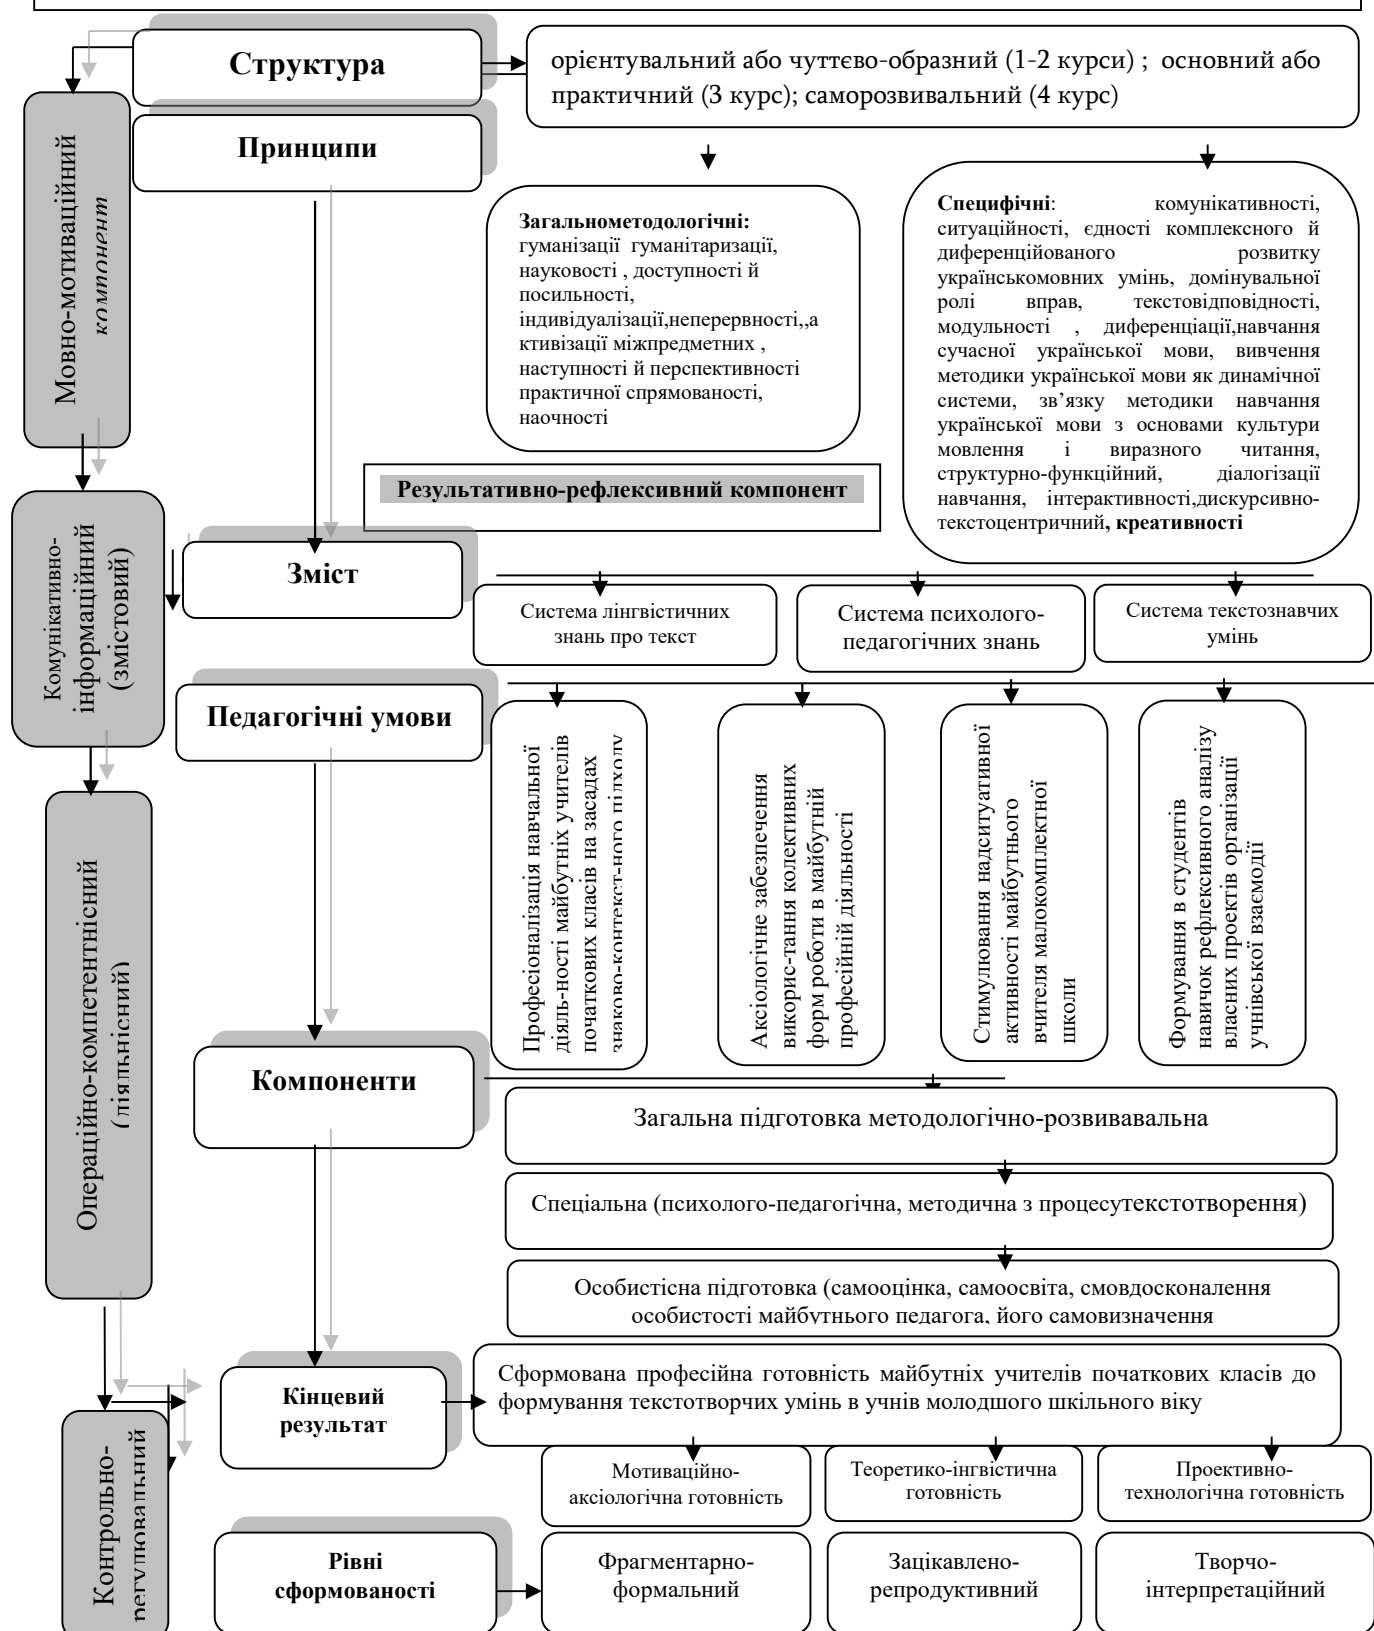 Структура
орієнтувальний або чуттєво-образний (1-2 курси) ; основний або
практичний (3 курс); саморозвивальний (4 курс)
Мовно-мотиваційний
компонент
Принципи
Загальнометодологічні:
гуманізації гуманітаризації,
науковості , доступності й
посильності,
індивідуалізації,неперервності,,а
ктивізації міжпредметних ,
наступності й перспективності
практичної спрямованості,
наочності
Специфічні: комунікативності,
ситуаційності, єдності комплексного й
диференційованого розвитку
українськомовних умінь, домінувальної
ролі вправ, текстовідповідності,
модульності , диференціації,навчання
сучасної української мови, вивчення
методики української мови як динамічної
системи, зв’язку методики навчання
української мови з основами культури
мовлення і виразного читання,
структурно-функційний, діалогізації
навчання, інтерактивності,дискурсивно-
текстоцентричний, креативності
Результативно-рефлексивний компонент
Комунікативно-
інформаційний
(змістовий)
Зміст
Система лінгвістичних
знань про текст
Система психолого-
педагогічних знань
Система текстознавчих
умінь
Педагогічні умови
Професіоналізація навчальної
діяль-ності майбутніх учителів
початкових класів на засадах
знаково-контекст-ного підходу
Аксіологічне забезпечення
використ-тання колективних
форм роботи в майбутній
професійній діяльності
Стимулювання надситуативної
активності майбутнього
вчителя малокомплектної
школи
Формування в студентів
навичок рефлексивного аналізу
власних проектів організації
учнівської взаємодії
Операційно-компетентнісний
(діяльнісний)
Компоненти
Загальна підготовка методологічно-розвивавальна
Спеціальна (психолого-педагогічна, методична з процесутекстотворення)
Особистісна підготовка (самооцінка, самоосвіта, смовдосконалення
особистості майбутнього педагога, його самовизначення
Кінцевий
результат
Сформована професійна готовність майбутніх учителів початкових класів до
формування текстотворчих умінь в учнів молодшого шкільного віку
Контрольно-
регулювальний
Мотиваційно-
аксіологічна готовність
Теоретико-інгвістична
готовність
Проективно-
технологічна готовність
Рівні
сформованості
Фрагментарно-
формальний
Зацікавлено-
репродуктивний
Творчо-
інтерпретаційний